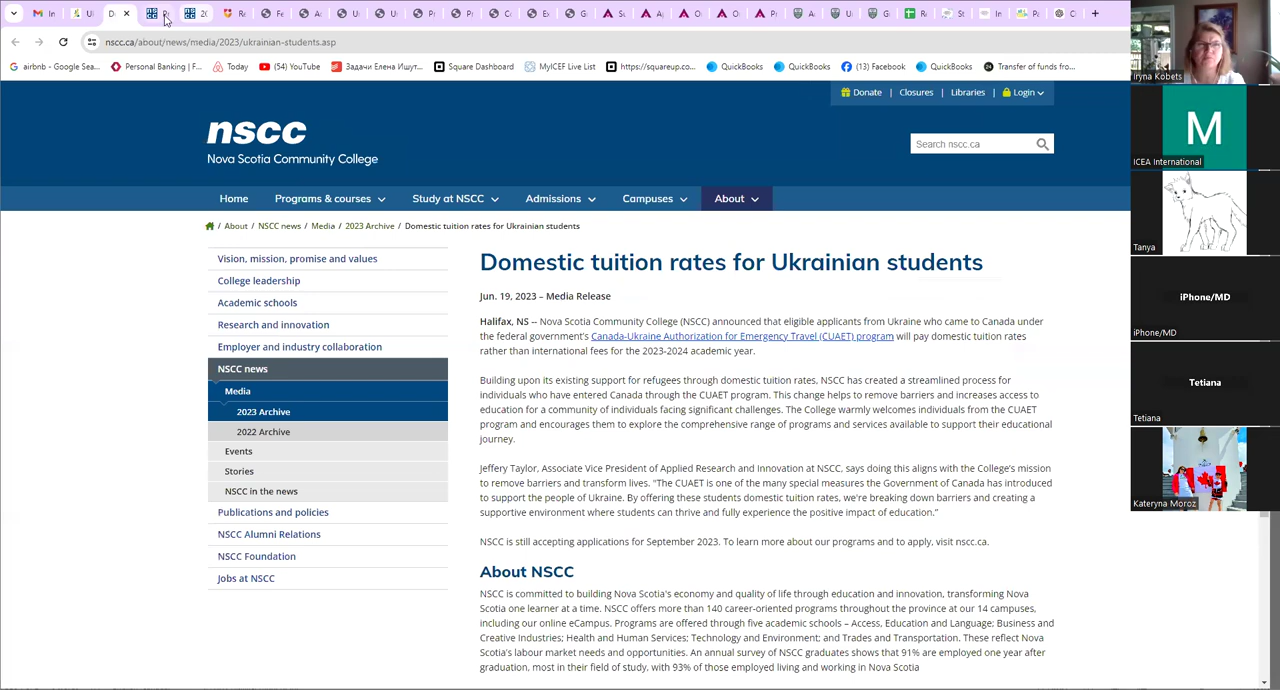 In
Ui
D
20
Re
Fe
nscc.ca/about/news/media/2023/ukrainian-students.asp
airbnb - Google Sea...
Personal Banking | F...
Today
(54) YouTube
Задачи Елена Ишут...
Square Dashboard
MyICEF Live List
https://squareup.co...
QuickBooks
QuickBooks
(13) Facebook
QuickBooks
Transfer of funds fro...
Donate | Closures | Libraries | Login
nscc
Nova Scotia Community College
Search nscc.ca
Home Programs & courses Study at NSCC Admissions Campuses About
/ About / NSCC news / Media / 2023 Archive / Domestic tuition rates for Ukrainian students
Vision, mission, promise and values
College leadership
Academic schools
Research and innovation
Employer and industry collaboration
NSCC news
Media
2023 Archive
2022 Archive
Events
Stories
NSCC in the news
Publications and policies
NSCC Alumni Relations
NSCC Foundation
Jobs at NSCC
Domestic tuition rates for Ukrainian students
Jun. 19, 2023 – Media Release
Halifax, NS -- Nova Scotia Community College (NSCC) announced that eligible applicants from Ukraine who came to Canada under
the federal government's Canada-Ukraine Authorization for Emergency Travel (CUAET) program will pay domestic tuition rates
rather than international fees for the 2023-2024 academic year.
Building upon its existing support for refugees through domestic tuition rates, NSCC has created a streamlined process for
individuals who have entered Canada through the CUAET program. This change helps to remove barriers and increases access to
education for a community of individuals facing significant challenges. The College warmly welcomes individuals from the CUAET
program and encourages them to explore the comprehensive range of programs and services available to support their educational
journey.
Jeffery Taylor, Associate Vice President of Applied Research and Innovation at NSCC, says doing this aligns with the College's mission
to remove barriers and transform lives. "The CUAET is one of the many special measures the Government of Canada has introduced
to support the people of Ukraine. By offering these students domestic tuition rates, we're breaking down barriers and creating a
supportive environment where students can thrive and fully experience the positive impact of education."
NSCC is still accepting applications for September 2023. To learn more about our programs and to apply, visit nscc.ca.
About NSCC
NSCC is committed to building Nova Scotia's economy and quality of life through education and innovation, transforming Nova
Scotia one learner at a time. NSCC offers more than 140 career-oriented programs throughout the province at our 14 campuses,
including our online eCampus. Programs are offered through five academic schools – Access, Education and Language; Business and
Creative Industries; Health and Human Services; Technology and Environment; and Trades and Transportation. These reflect Nova
Scotia's labour market needs and opportunities. An annual survey of NSCC graduates shows that 91% are employed one year after
graduation, most in their field of study, with 93% of those employed living and working in Nova Scotia
Iryna Kobets
M
ICEA International
Tanya
iPhone/MD
iPhone/MD
Tetiana
Tetiana
Kateryna Moroz